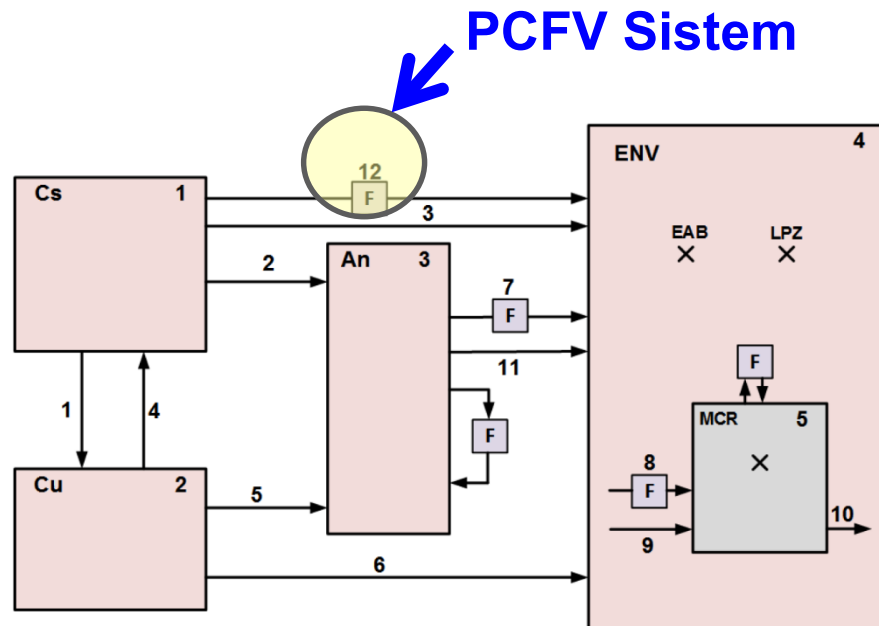 PCFV Sistem
ENV 4
12
Cs 1
F
3
EAB LPZ
2
An 3
7
F
11
F
1 4
F
MCR 5
Cu 2
8
F
5
10
9
6